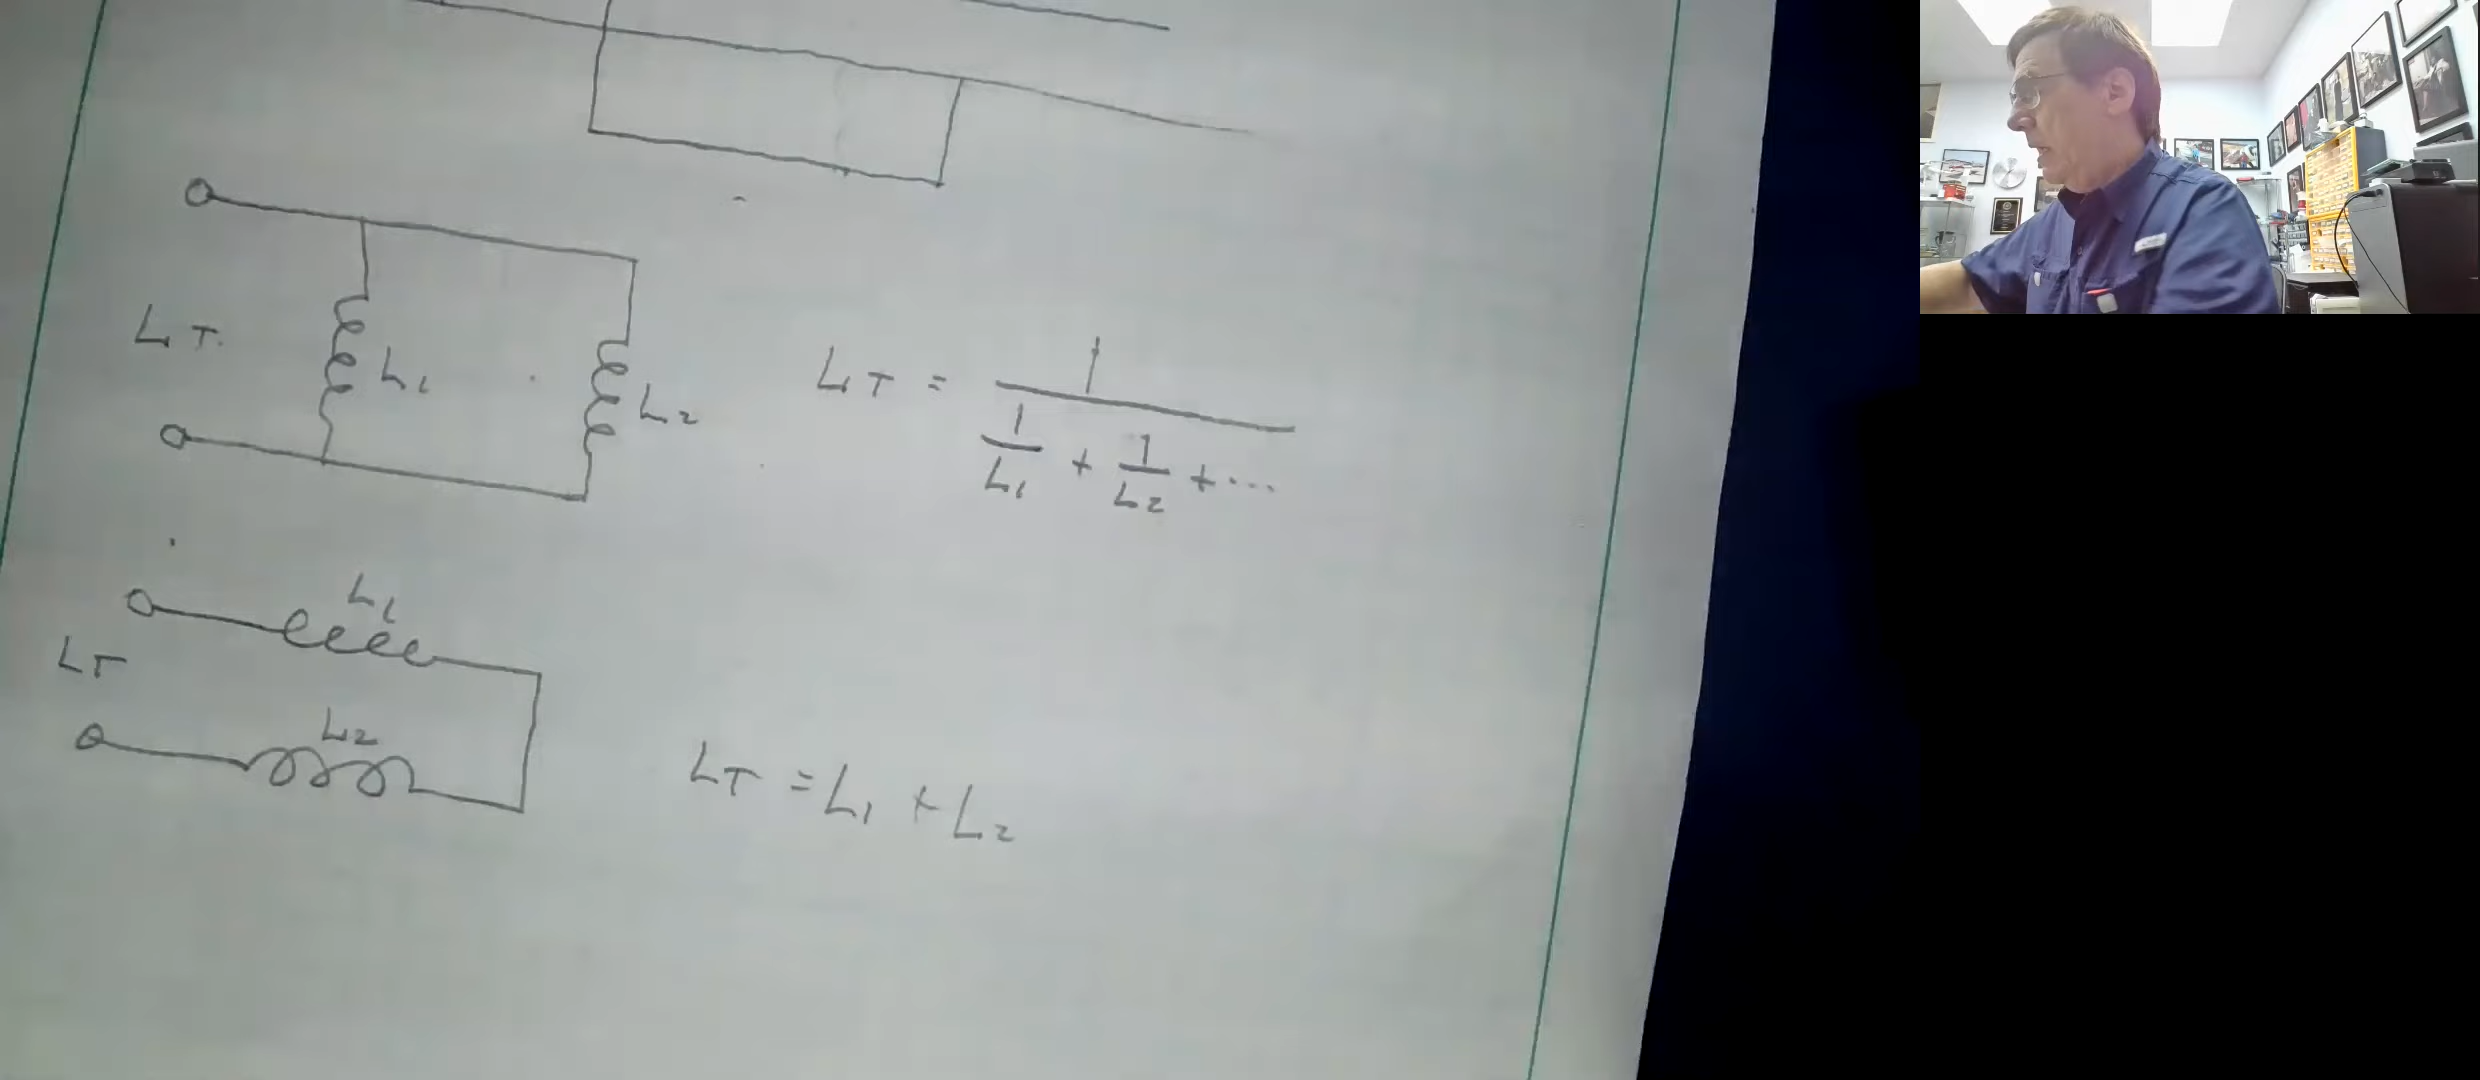 LT
L1
L2
LT = 1 / (1/L1 + 1/L2 + ...)
L1
LT
L2
LT = L1 + L2